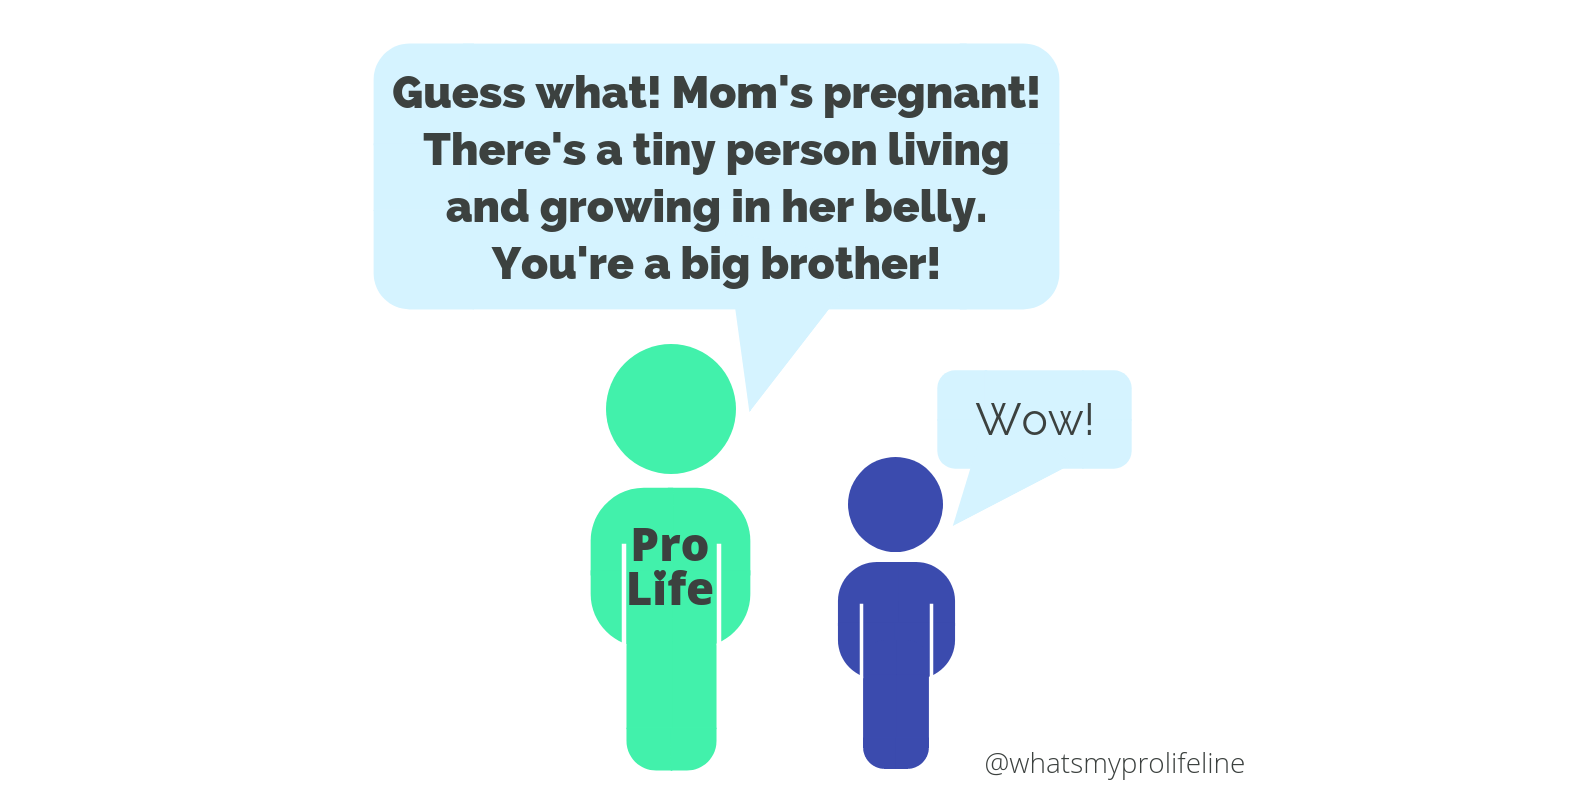 Guess what! Mom's pregnant!
There's a tiny person living
and growing in her belly.
You're a big brother!
Wow!
Pro
Life
@whatsmyprolifeline